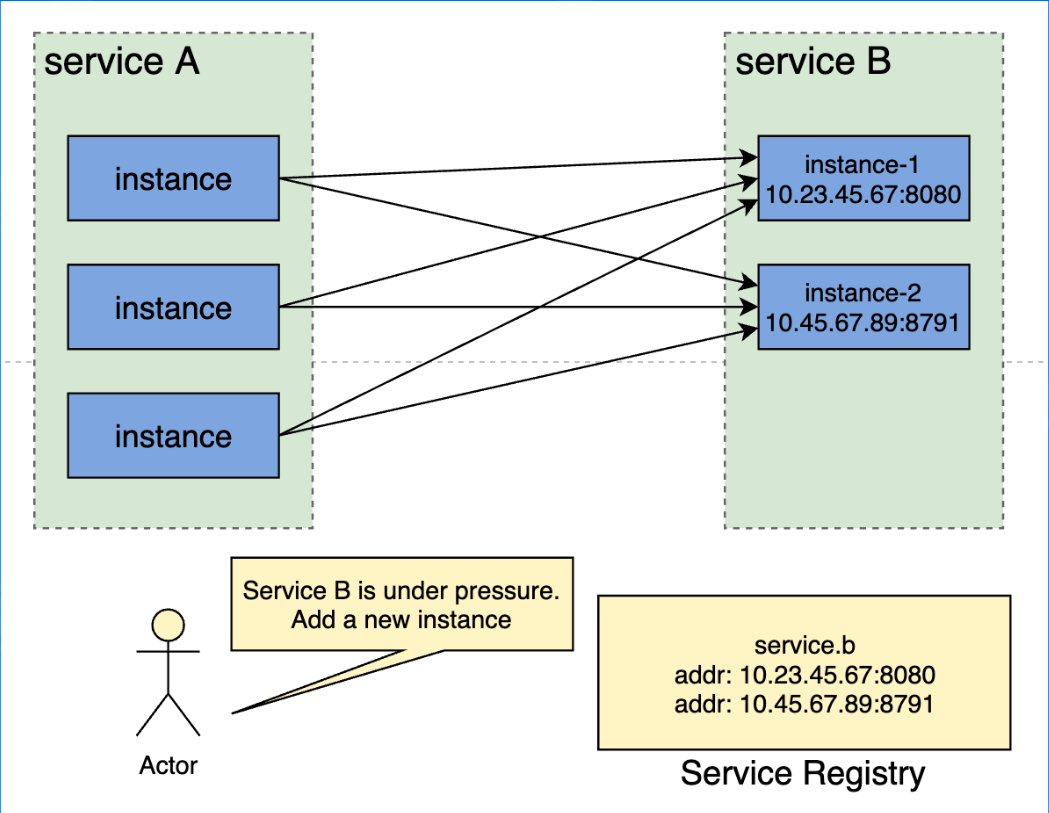 service A
service B
instance
instance
instance
instance-1
10.23.45.67:8080
instance-2
10.45.67.89:8791
Service B is under pressure.
Add a new instance
Actor
service.b
addr: 10.23.45.67:8080
addr: 10.45.67.89:8791
Service Registry